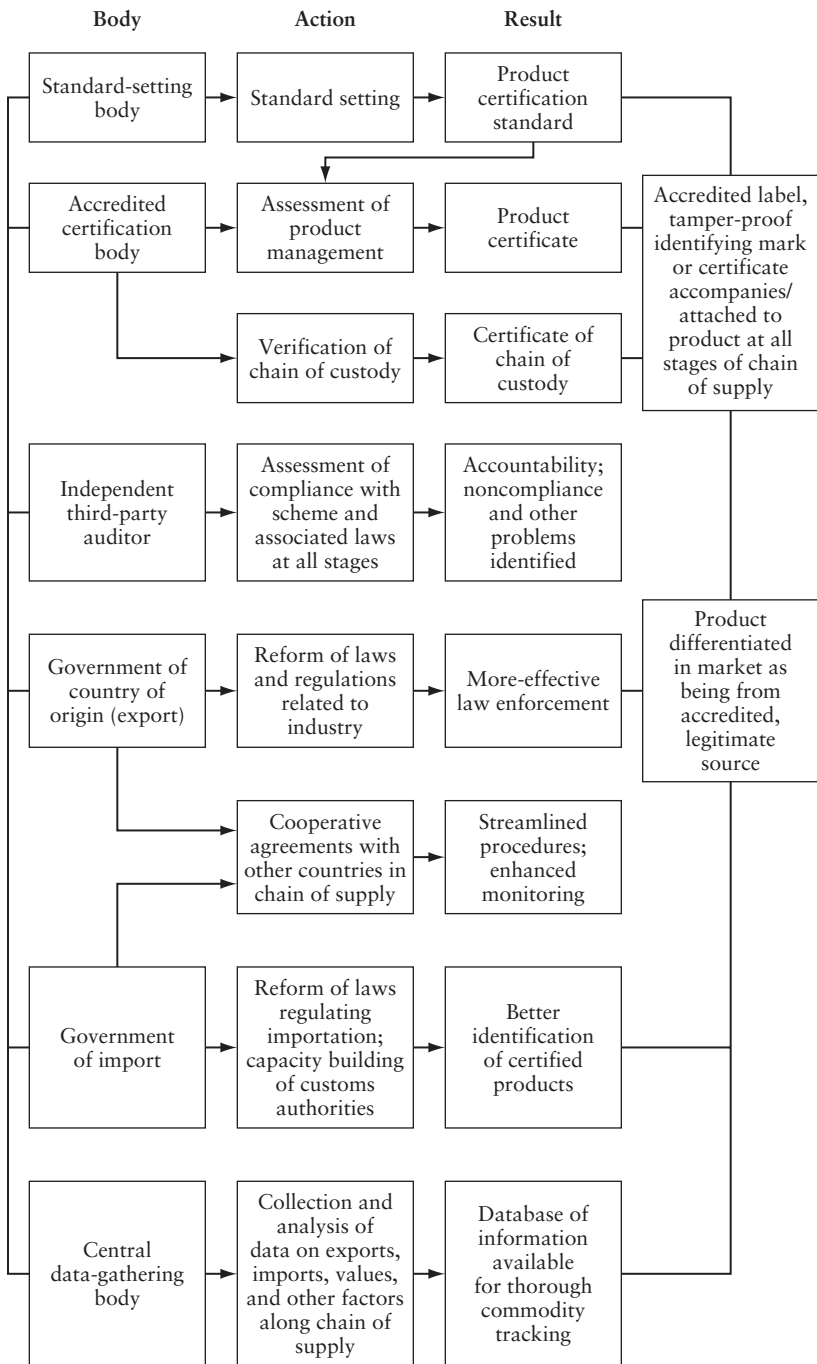 Body
Action
Result
Standard-setting
body
Standard setting
Product
certification
standard
Accredited
certification
body
Assessment of
product
management
Product
certificate
Accredited label,
tamper-proof
identifying mark
or certificate
accompanies/
attached to
product at all
stages of chain
of supply
Verification of
chain of custody
Certificate of
chain of
custody
Independent
third-party
auditor
Assessment of
compliance with
scheme and
associated laws
at all stages
Accountability;
noncompliance
and other
problems
identified
Government of
country of
origin (export)
Reform of laws
and regulations
related to
industry
More-effective
law enforcement
Product
differentiated
in market as
being from
accredited,
legitimate
source
Cooperative
agreements with
other countries in
chain of supply
Streamlined
procedures;
enhanced
monitoring
Government
of import
Reform of laws
regulating
importation;
capacity building
of customs
authorities
Better
identification
of certified
products
Central
data-gathering
body
Collection and
analysis of
data on exports,
imports, values,
and other factors
along chain of
supply
Database of
information
available
for thorough
commodity
tracking